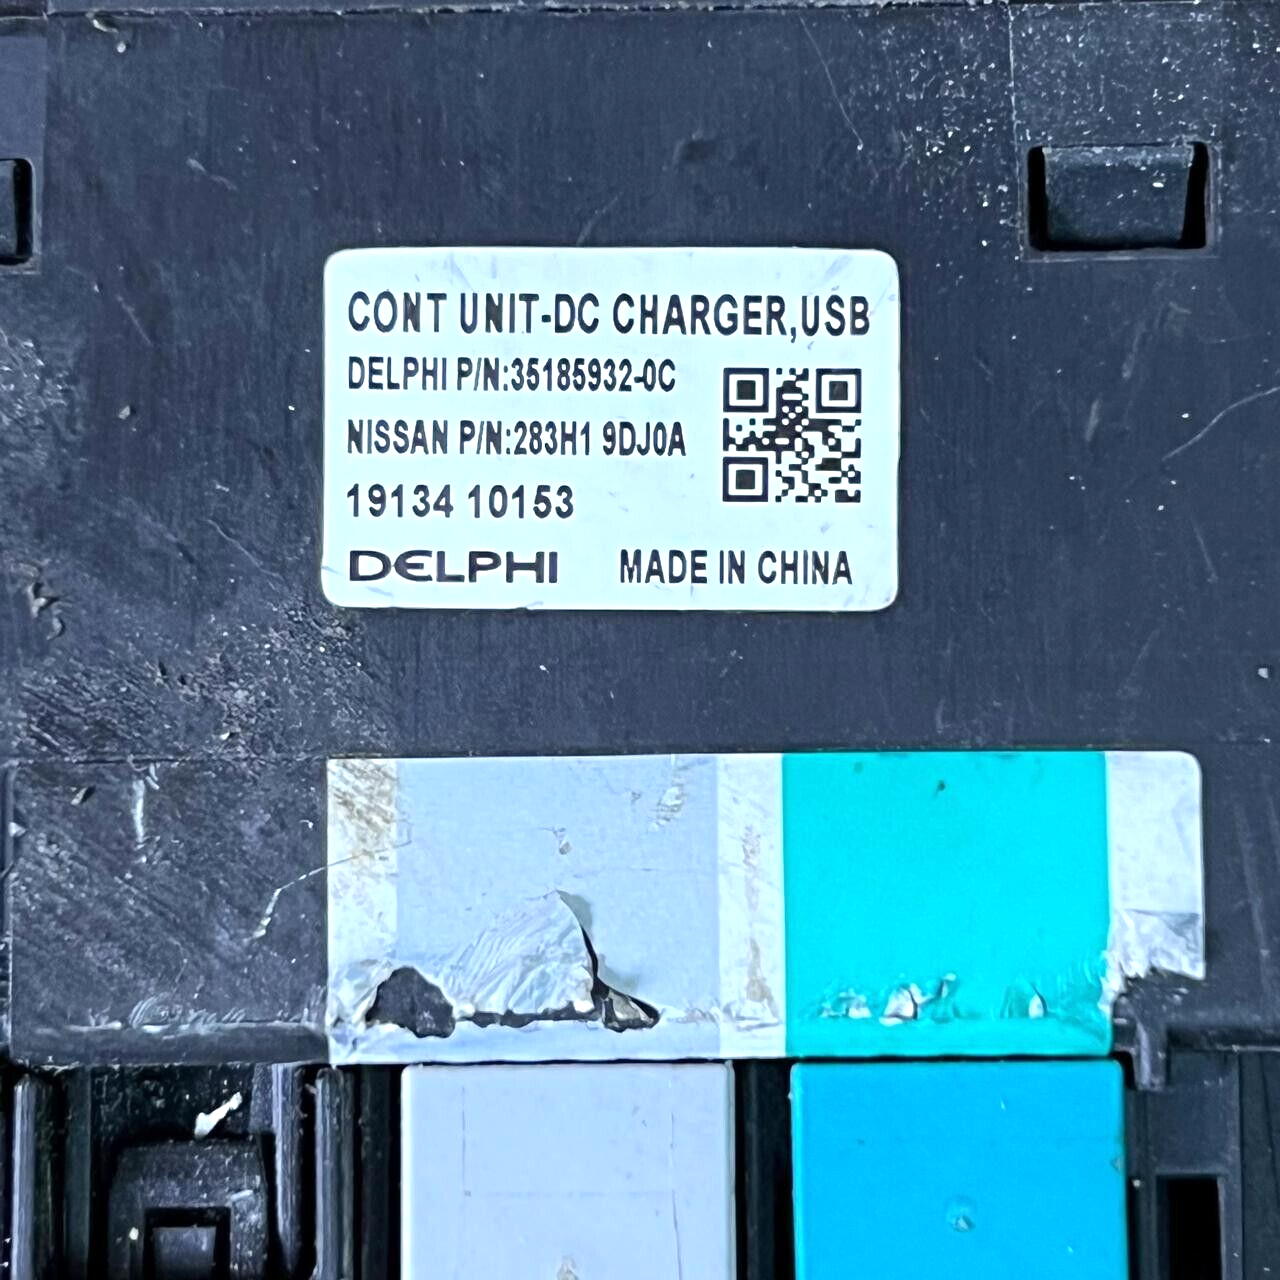 CONT UNIT-DC CHARGER,USB
DELPHI P/N:35185932-0C
NISSAN P/N:283H1 9DJ0A
19134 10153
DELPHI MADE IN CHINA